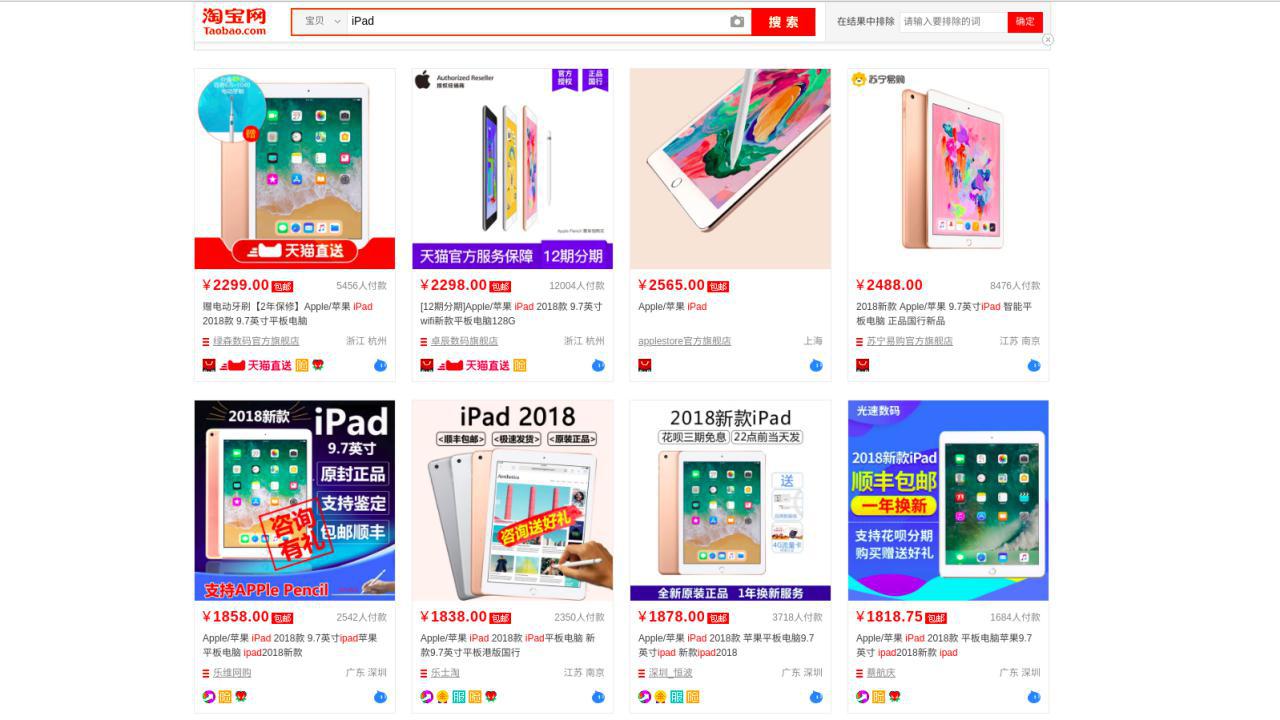 淘宝网
Taobao.com
宝贝
iPad
搜 索
在结果中排除
请输入要排除的词
确定
赠
天猫直送
¥2299.00 包邮 5456人付款
赠电动牙刷【2年保修】Apple/苹果 iPad
2018款 9.7英寸平板电脑
绿森数码官方旗舰店 浙江 杭州
天猫直送
Authorized Reseller
授权经销商
官方
授权
正品
国行
天猫官方服务保障 12期分期
¥2298.00 包邮 12004人付款
[12期分期]Apple/苹果 iPad 2018款 9.7英寸
wifi新款平板电脑128G
卓辰数码旗舰店 浙江 杭州
天猫直送
¥2565.00 包邮
Apple/苹果 iPad
applestore官方旗舰店 上海
苏宁易购
¥2488.00 8476人付款
2018新款 Apple/苹果 9.7英寸iPad 智能平
板电脑 正品国行新品
苏宁易购官方旗舰店 江苏 南京
2018新款
iPad
9.7英寸
原封正品
支持鉴定
包邮顺丰
咨询
有礼
支持APPle Pencil
¥1858.00 包邮 2542人付款
Apple/苹果 iPad 2018款 9.7英寸ipad苹果
平板电脑 ipad2018新款
乐维网购 广东 深圳
iPad 2018
<顺丰包邮> <极速发货> <原装正品>
咨询送好礼
¥1838.00 包邮 2350人付款
Apple/苹果 iPad 2018款 iPad平板电脑 新
款9.7英寸平板港版国行
乐士淘 江苏 南京
2018新款iPad
花呗三期免息 22点前当天发
送
4G流量卡
全新原装正品 1年换新服务
¥1878.00 包邮 3718人付款
Apple/苹果 iPad 2018款 苹果平板电脑9.7
英寸ipad 新款ipad2018
深圳_恒波 广东 深圳
光速数码
2018新款iPad
顺丰包邮
一年换新
支持花呗分期
购买赠送好礼
¥1818.75 包邮 1684人付款
Apple/苹果 iPad 2018款 平板电脑苹果9.7
英寸 ipad2018新款 ipad
蔡航庆 广东 深圳